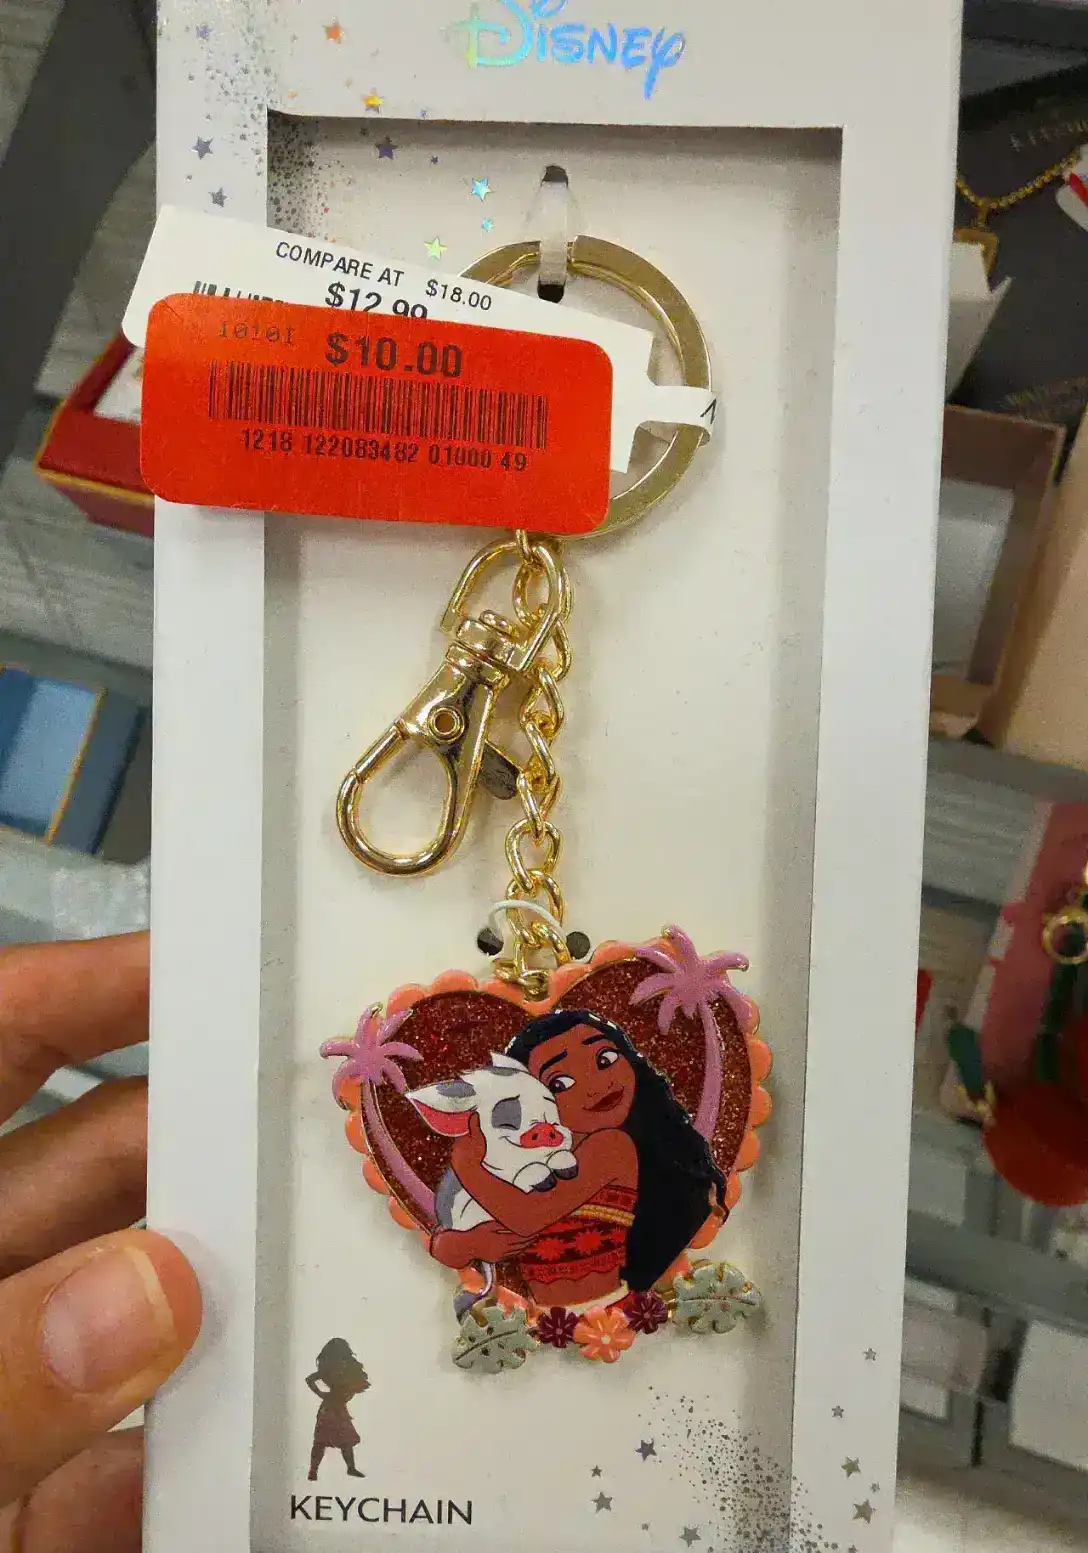 DISNEY
COMPARE AT $18.00
$12.99
10101 $10.00
1218 122083482 01000 49
KEYCHAIN